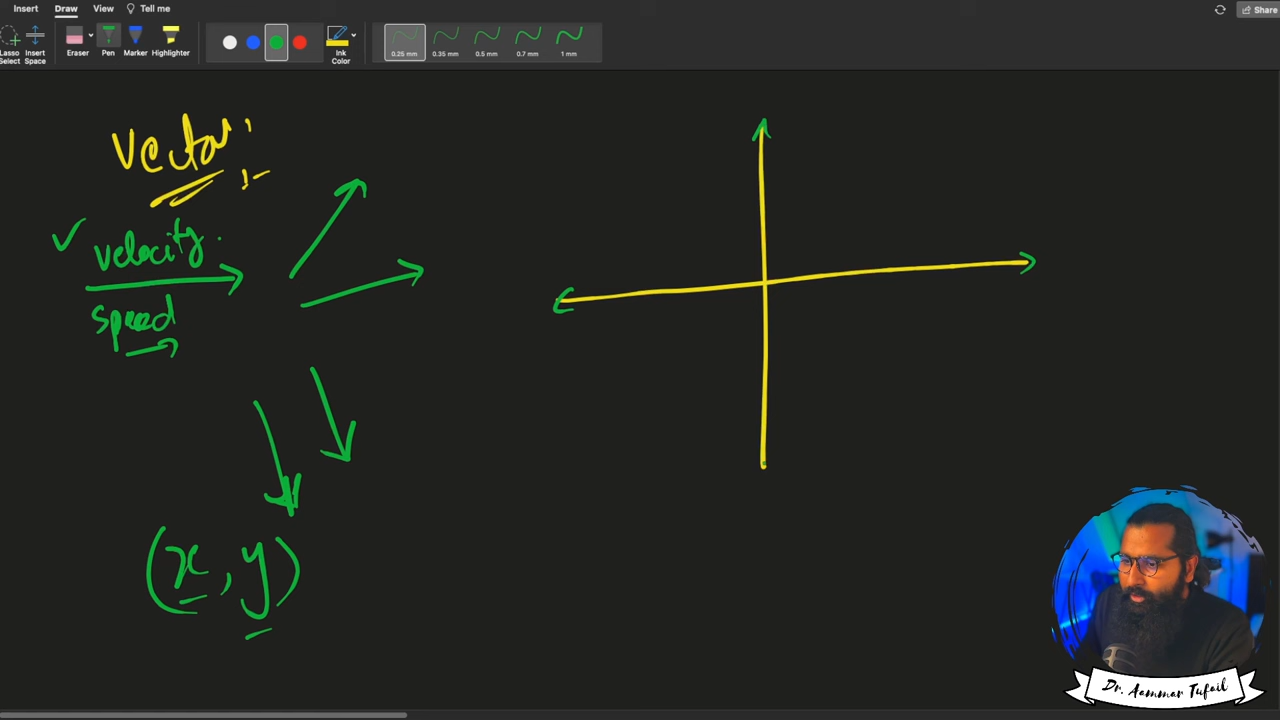 Insert Draw View Tell me
Share
Lasso Select
Insert Space
Eraser
Pen
Marker
Highlighter
Ink Color
0.25 mm
0.35 mm
0.5 mm
0.7 mm
1 mm
Vector:-
velocity.
speed
(x, y)
Dr. Aammar Tufail